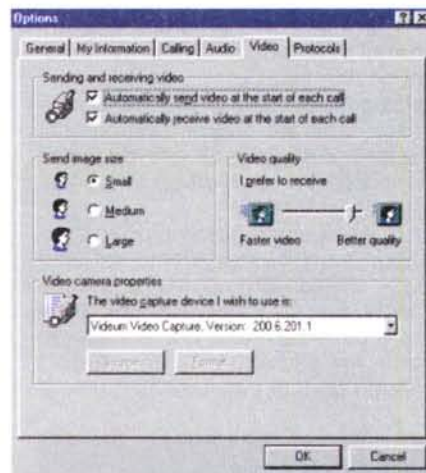 Options
General
My Information
Calling
Audio
Video
Protocols
Sending and receiving video
Automatically send video at the start of each call
Automatically receive video at the start of each call
Send image size
Small
Medium
Large
Video quality
I prefer to receive
Faster video
Better quality
Video camera properties
The video capture device I wish to use is:
Videum Video Capture, Version: 200.6.201.1
Source...
Format...
OK
Cancel